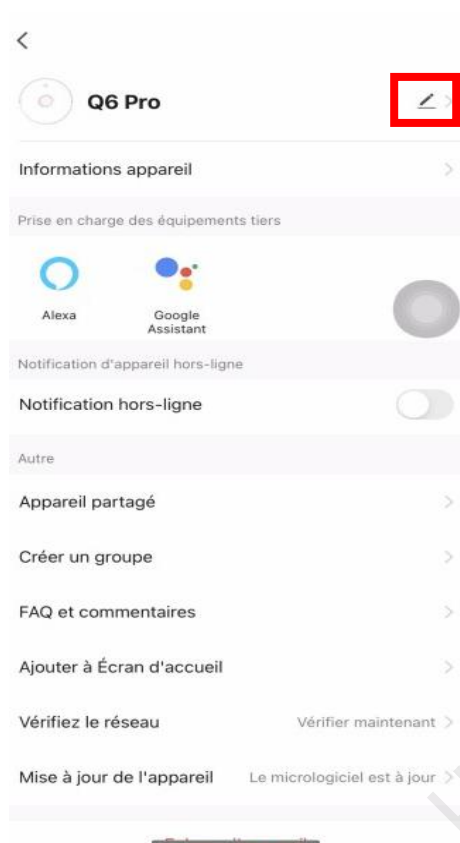 Q6 Pro
Informations appareil
Prise en charge des équipements tiers
Alexa
Google
Assistant
Notification d'appareil hors-ligne
Notification hors-ligne
Autre
Appareil partagé
Créer un groupe
FAQ et commentaires
Ajouter à Écran d'accueil
Vérifiez le réseau Vérifier maintenant
Mise à jour de l'appareil Le micrologiciel est à jour